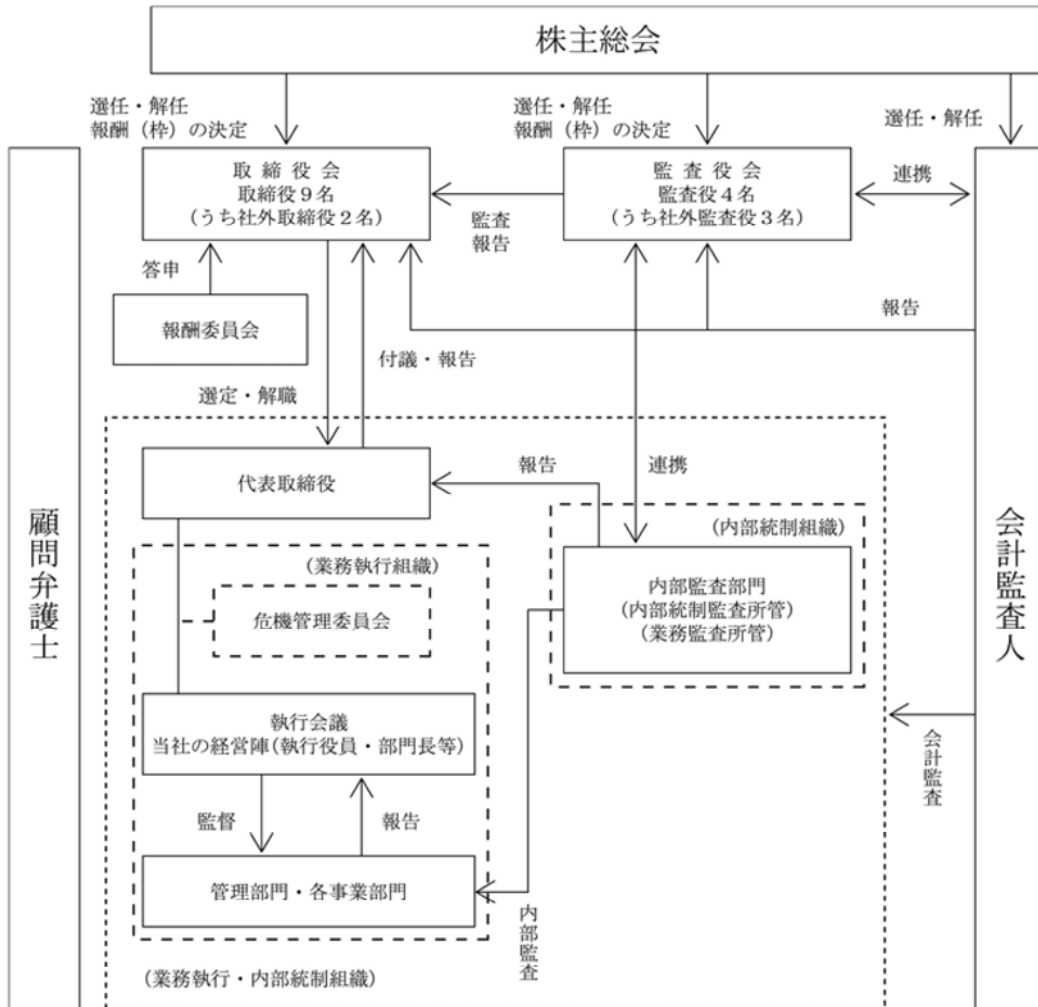 株主総会
選任・解任
報酬（枠）の決定
選任・解任
報酬（枠）の決定
選任・解任
取締役会
取締役９名
（うち社外取締役２名）
監査役会
監査役４名
（うち社外監査役３名）
連携
監査
報告
答申
報酬委員会
報告
付議・報告
選定・解職
代表取締役
報告
連携
顧問弁護士
会計監査人
（内部統制組織）
内部監査部門
（内部統制監査所管）
（業務監査所管）
（業務執行組織）
危機管理委員会
執行会議
当社の経営陣（執行役員・部門長等）
会計監査
監督
報告
管理部門・各事業部門
内部監査
（業務執行・内部統制組織）